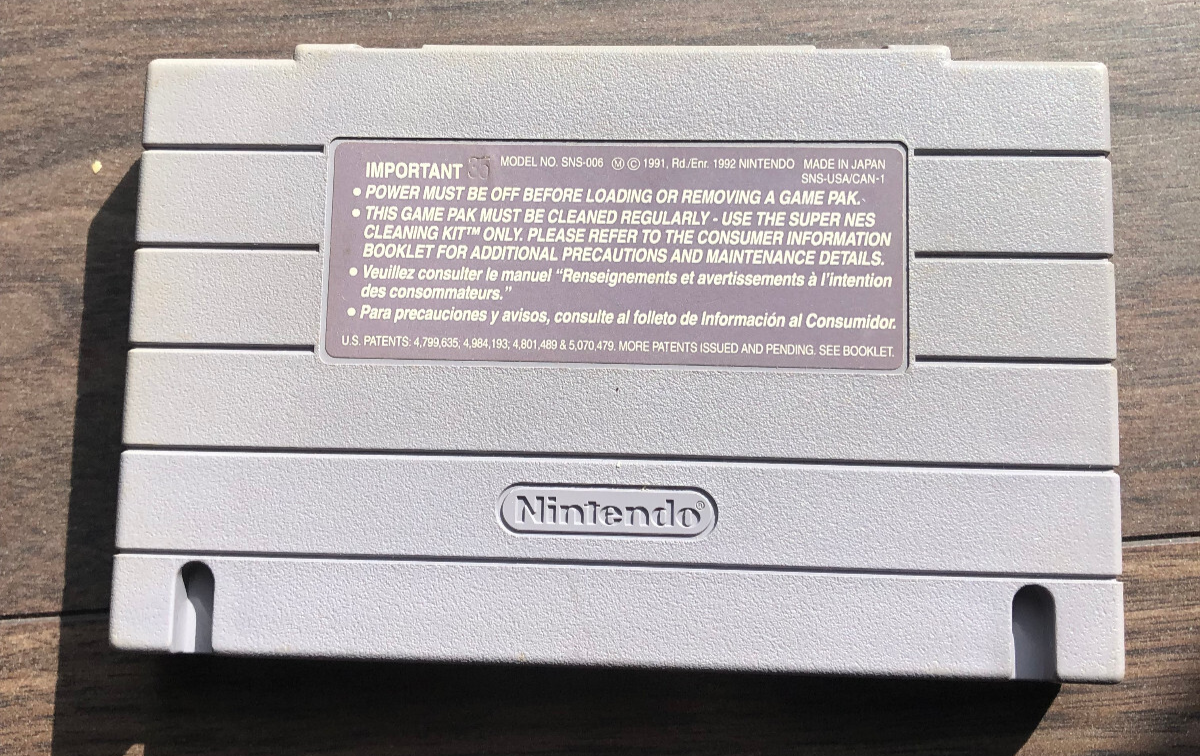 IMPORTANT MODEL NO. SNS-006 Ⓜ © 1991, Rd./Enr. 1992 NINTENDO MADE IN JAPAN
SNS-USA/CAN-1
• POWER MUST BE OFF BEFORE LOADING OR REMOVING A GAME PAK.
• THIS GAME PAK MUST BE CLEANED REGULARLY - USE THE SUPER NES
CLEANING KIT™ ONLY. PLEASE REFER TO THE CONSUMER INFORMATION
BOOKLET FOR ADDITIONAL PRECAUTIONS AND MAINTENANCE DETAILS.
• Veuillez consulter le manuel “Renseignements et avertissements à l’intention
des consommateurs.”
• Para precauciones y avisos, consulte al folleto de Información al Consumidor.
U.S. PATENTS: 4,799,635; 4,984,193; 4,801,489 & 5,070,479. MORE PATENTS ISSUED AND PENDING. SEE BOOKLET.
Nintendo®